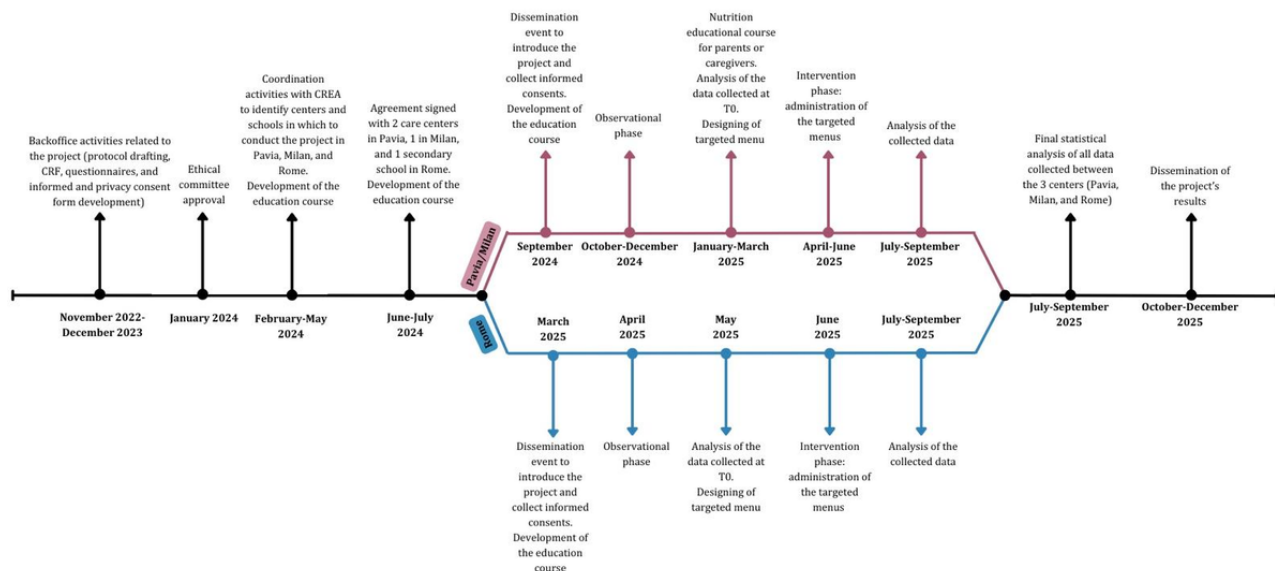 Backoffice activities related to
the project (protocol drafting,
CRF, questionnaires, and
informed and privacy consent
form development)
November 2022-
December 2023
Ethical
committee
approval
January 2024
Coordination
activities with CREA
to identify centers and
schools in which to
conduct the project in
Pavia, Milan, and
Rome.
Development of the
education course
February-May
2024
Agreement signed
with 2 care centers
in Pavia, 1 in Milan,
and 1 secondary
school in Rome.
Development of the
education course
June-July
2024
Pavia/Milan
Dissemination
event to
introduce the
project and
collect informed
consents.
Development of
the education
course
September
2024
Observational
phase
October-December
2024
Nutrition
educational course
for parents or
caregivers.
Analysis of the
data collected at
T0.
Designing of
targeted menu
January-March
2025
Intervention
phase:
administration of
the targeted
menus
April-June
2025
Analysis of the
collected data
July-September
2025
Rome
March
2025
Dissemination
event to
introduce the
project and
collect informed
consents.
Development of
the education
course
April
2025
Observational
phase
May
2025
Analysis of the
data collected at
T0.
Designing of
targeted menu
June
2025
Intervention
phase:
administration of
the targeted
menus
July-September
2025
Analysis of the
collected data
Final statistical
analysis of all data
collected between
the 3 centers (Pavia,
Milan, and Rome)
July-September
2025
Dissemination
of the project's
results
October-December
2025